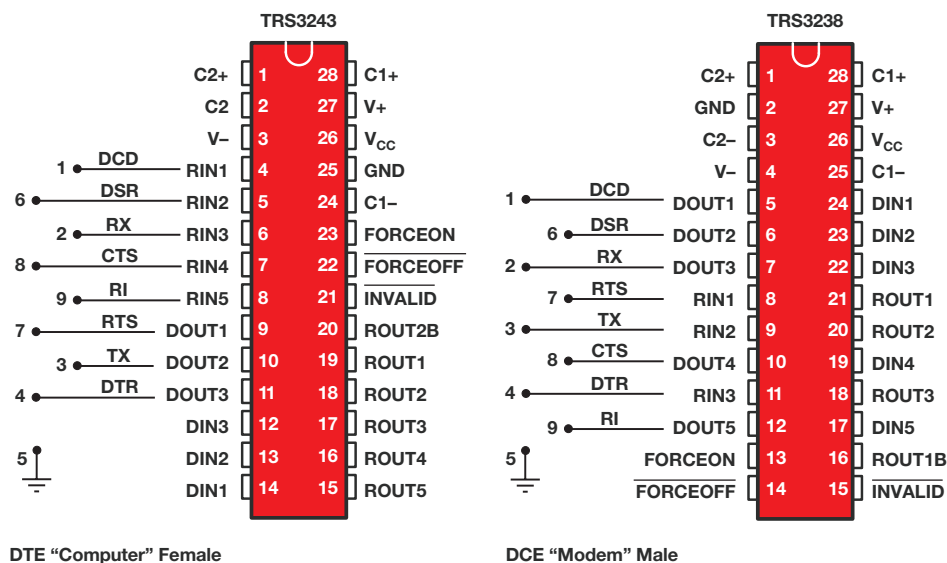 TRS3243
C2+ 1 28 C1+
C2 2 27 V+
V– 3 26 VCC
1 DCD RIN1 4 25 GND
6 DSR RIN2 5 24 C1–
2 RX RIN3 6 23 FORCEON
8 CTS RIN4 7 22 FORCEOFF
9 RI RIN5 8 21 INVALID
7 RTS DOUT1 9 20 ROUT2B
3 TX DOUT2 10 19 ROUT1
4 DTR DOUT3 11 18 ROUT2
DIN3 12 17 ROUT3
5 DIN2 13 16 ROUT4
DIN1 14 15 ROUT5
DTE “Computer” Female
TRS3238
C2+ 1 28 C1+
GND 2 27 V+
C2– 3 26 VCC
V– 4 25 C1–
1 DCD DOUT1 5 24 DIN1
6 DSR DOUT2 6 23 DIN2
2 RX DOUT3 7 22 DIN3
7 RTS RIN1 8 21 ROUT1
3 TX RIN2 9 20 ROUT2
8 CTS DOUT4 10 19 DIN4
4 DTR RIN3 11 18 ROUT3
9 RI DOUT5 12 17 DIN5
5 FORCEON 13 16 ROUT1B
FORCEOFF 14 15 INVALID
DCE “Modem” Male